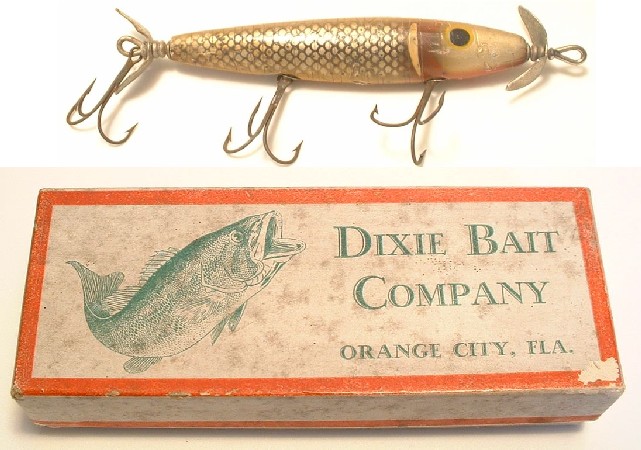 DIXIE BAIT
COMPANY
ORANGE CITY, FLA.